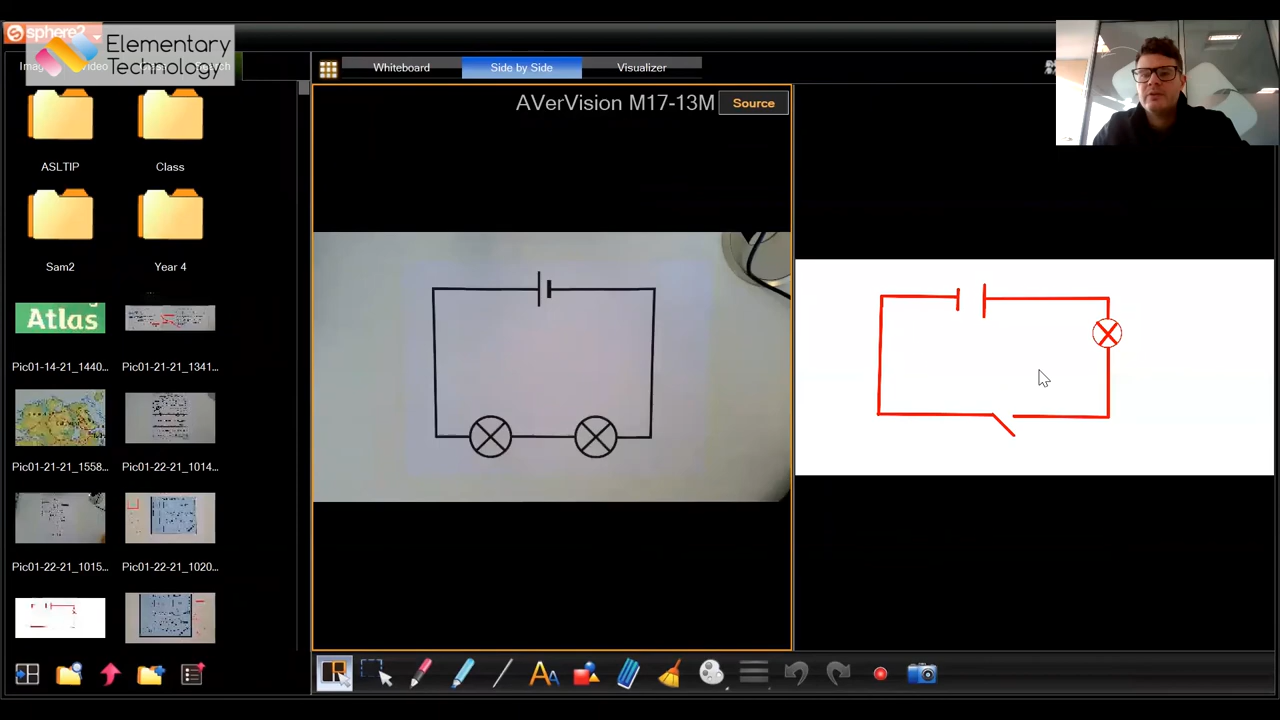 sphere2
Elementary
Technology
Whiteboard
Side by Side
Visualizer
AVerVision M17-13M
Source
ASLTIP
Class
Sam2
Year 4
Atlas
Pic01-14-21_1440...
Pic01-21-21_1341...
Pic01-21-21_1558...
Pic01-22-21_1014...
Pic01-22-21_1015...
Pic01-22-21_1020...